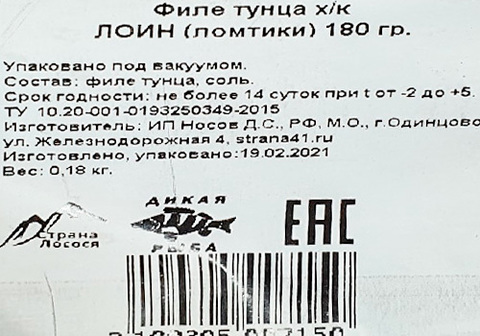 Филе тунца х/к
ЛОИН (ломтики) 180 гр.
Упаковано под вакуумом.
Состав: филе тунца, соль.
Срок годности: не более 14 суток при t от -2 до +5.
ТУ 10.20-001-0193250349-2015
Изготовитель: ИП Носов Д.С., РФ, М.О., г.Одинцово
ул. Железнодорожная 4, strana41.ru
Изготовлено, упаковано:19.02.2021
Вес: 0,18 кг.
ДИКАЯ
РЫБА
Страна
Лосося
ЕАС